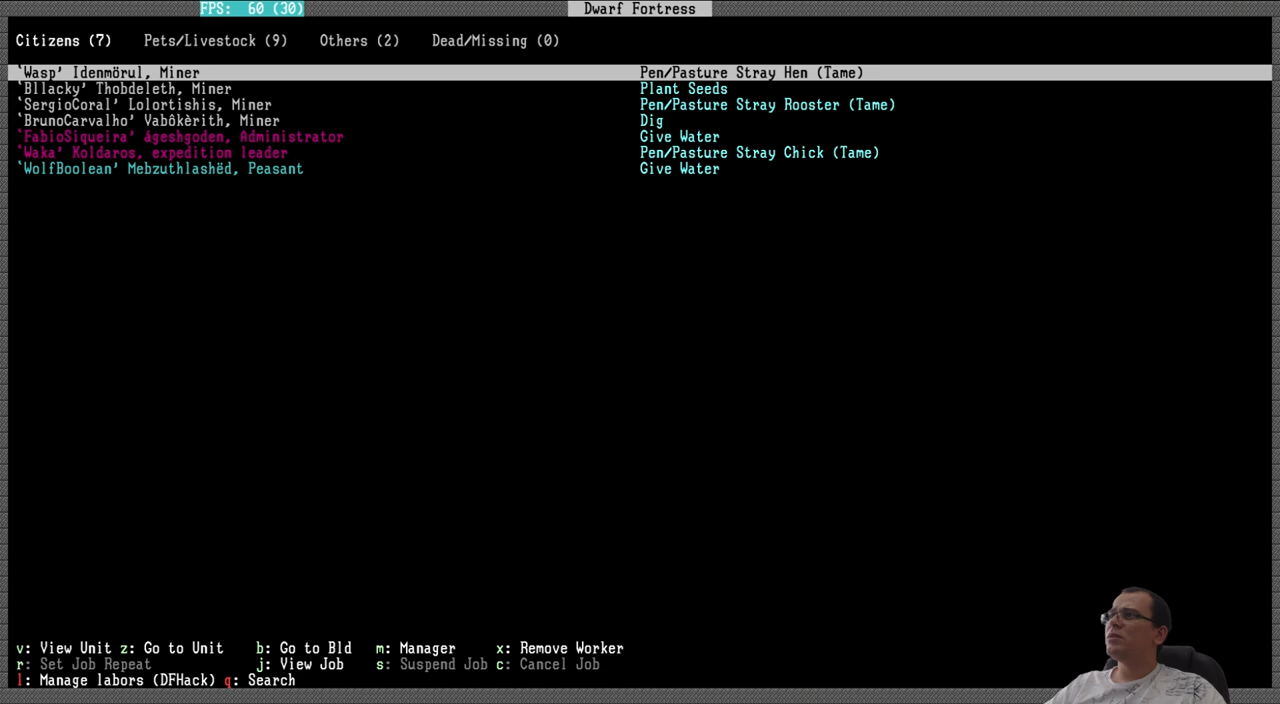 FPS: 60 (30)
Dwarf Fortress
Citizens (7) Pets/Livestock (9) Others (2) Dead/Missing (0)
`Wasp' Idenmörul, Miner Pen/Pasture Stray Hen (Tame)
`Bllacky' Thobdeleth, Miner Plant Seeds
`SergioCoral' Lolortishis, Miner Pen/Pasture Stray Rooster (Tame)
`BrunoCarvalho' Vabôkèrith, Miner Dig
`FabioSiqueira' ágeshgoden, Administrator Give Water
`Waka' Koldaros, expedition leader Pen/Pasture Stray Chick (Tame)
`WolfBoolean' Mebzuthlashëd, Peasant Give Water
v: View Unit z: Go to Unit b: Go to Bld m: Manager x: Remove Worker
r: Set Job Repeat j: View Job s: Suspend Job c: Cancel Job
l: Manage labors (DFHack) q: Search